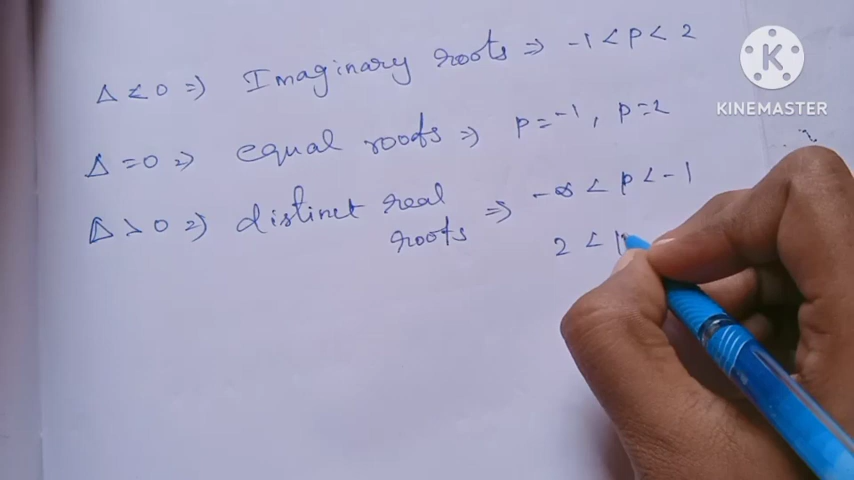 Δ < 0 ⇒ Imaginary roots ⇒ -1 < p < 2
K
KINEMASTER
Δ = 0 ⇒ equal roots ⇒ p = -1, p = 2
Δ > 0 ⇒ distinct real roots ⇒ -∞ < p < -1
2 < p